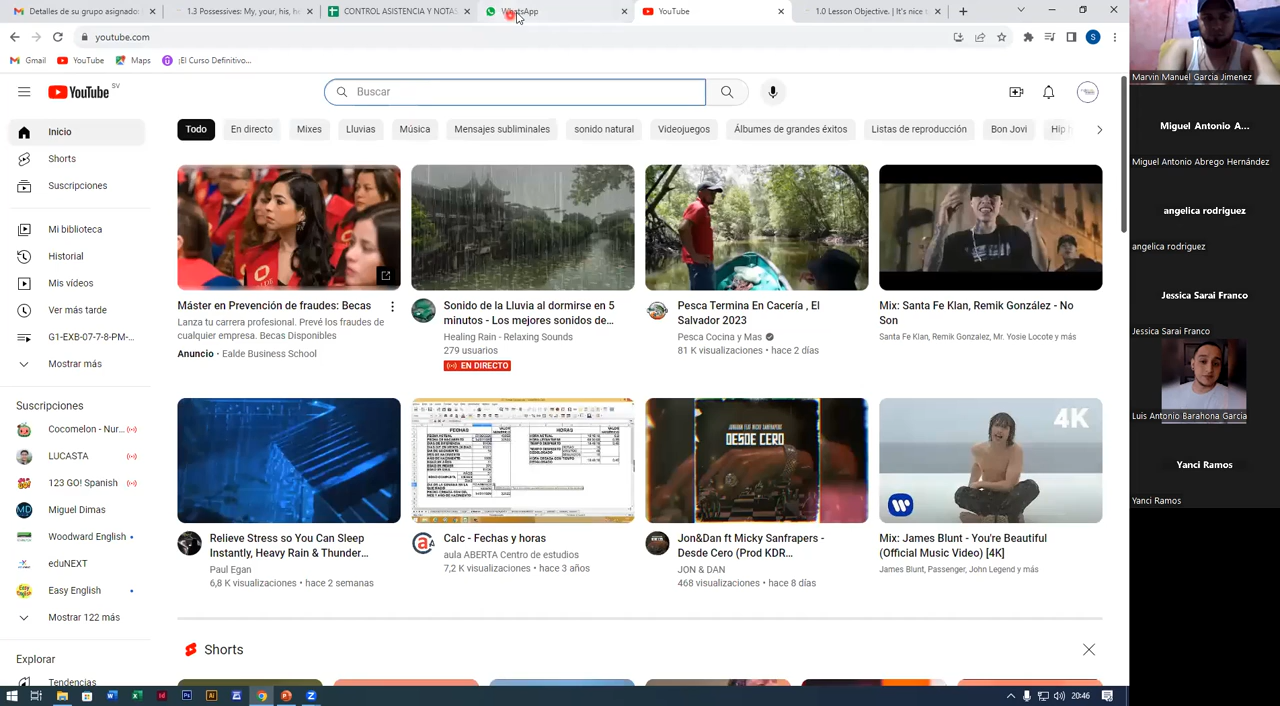 Detalles de su grupo asignado
1.3 Possessives: My, your, his, he
CONTROL ASISTENCIA Y NOTAS
WhatsApp
YouTube
1.0 Lesson Objective. | It's nice t
youtube.com
Gmail
YouTube
Maps
¡El Curso Definitivo...
YouTube SV
Buscar
Todo
En directo
Mixes
Lluvias
Música
Mensajes subliminales
sonido natural
Videojuegos
Álbumes de grandes éxitos
Listas de reproducción
Bon Jovi
Hip h
Inicio
Shorts
Suscripciones
Mi biblioteca
Historial
Mis vídeos
Ver más tarde
G1-EXB-07-7-8-PM-...
Mostrar más
Suscripciones
Cocomelon - Nur...
LUCASTA
123 GO! Spanish
Miguel Dimas
Woodward English
eduNEXT
Easy English
Mostrar 122 más
Explorar
Tendencias
Máster en Prevención de fraudes: Becas
Lanza tu carrera profesional. Prevé los fraudes de
cualquier empresa. Becas Disponibles
Anuncio · Ealde Business School
Sonido de la Lluvia al dormirse en 5
minutos - Los mejores sonidos de...
Healing Rain - Relaxing Sounds
279 usuarios
EN DIRECTO
Pesca Termina En Cacería , El
Salvador 2023
Pesca Cocina y Mas
81 K visualizaciones · hace 2 días
Mix: Santa Fe Klan, Remik González - No
Son
Santa Fe Klan, Remik Gonzalez, Mr. Yosie Locote y más
FECHAS
HORAS
DESDE CERO
4K
Relieve Stress so You Can Sleep
Instantly, Heavy Rain & Thunder...
Paul Egan
6,8 K visualizaciones · hace 2 semanas
Calc - Fechas y horas
aula ABERTA Centro de estudios
7,2 K visualizaciones · hace 3 años
Jon&Dan ft Micky Sanfrapers -
Desde Cero (Prod KDR...
JON & DAN
468 visualizaciones · hace 8 días
Mix: James Blunt - You're Beautiful
(Official Music Video) [4K]
James Blunt, Passenger, John Legend y más
Shorts
Marvin Manuel Garcia Jimenez
Miguel Antonio A...
Miguel Antonio Abrego Hernández
angelica rodríguez
angelica rodriguez
Jessica Sarai Franco
Jessica Sarai Franco
Luis Antonio Barahona Garcia
Yanci Ramos
Yanci Ramos
20:46